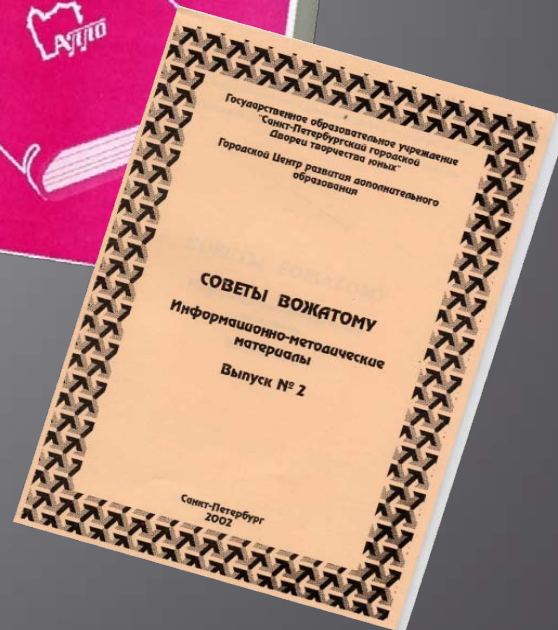 АДДО
Государственное образовательное учреждение
"Санкт-Петербургский городской
Дворец творчества юных"
Городской Центр развития дополнительного
образования
СОВЕТЫ ВОЖАТОМУ
Информационно-методические
материалы
Выпуск № 2
Санкт-Петербург
2002